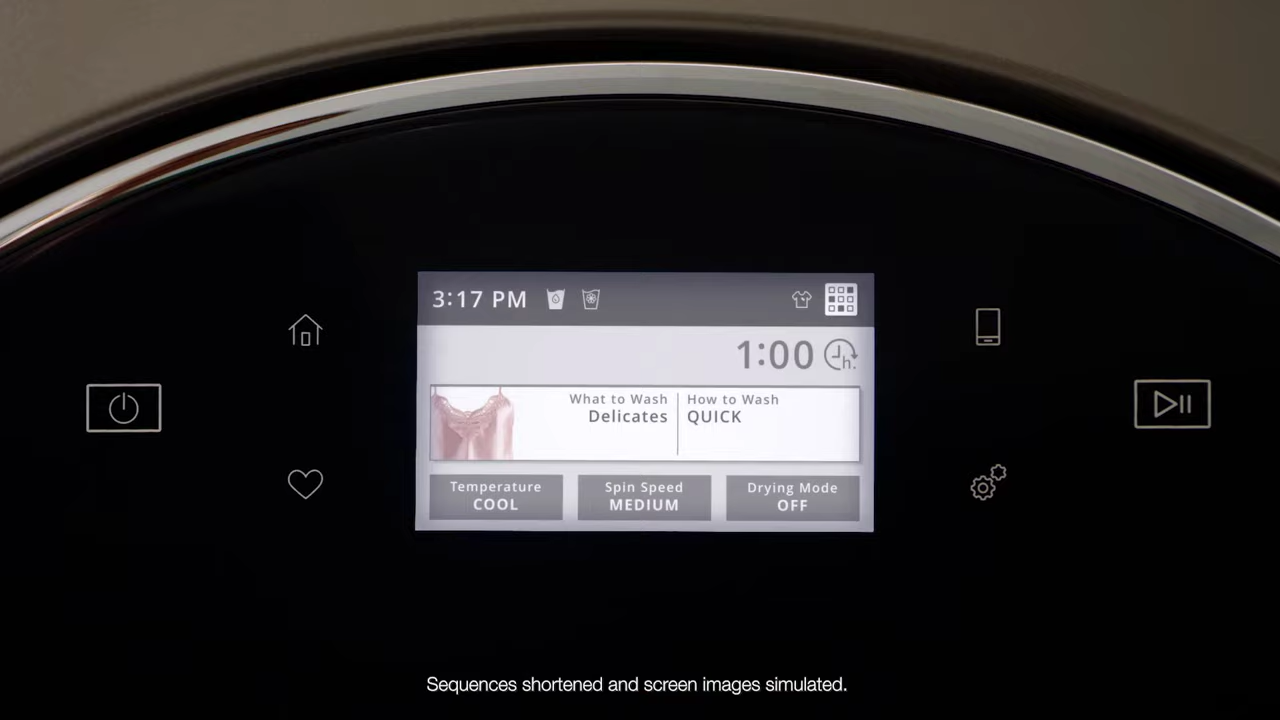 3:17 PM
1:00 h.
What to Wash
Delicates
How to Wash
QUICK
Temperature
COOL
Spin Speed
MEDIUM
Drying Mode
OFF
Sequences shortened and screen images simulated.